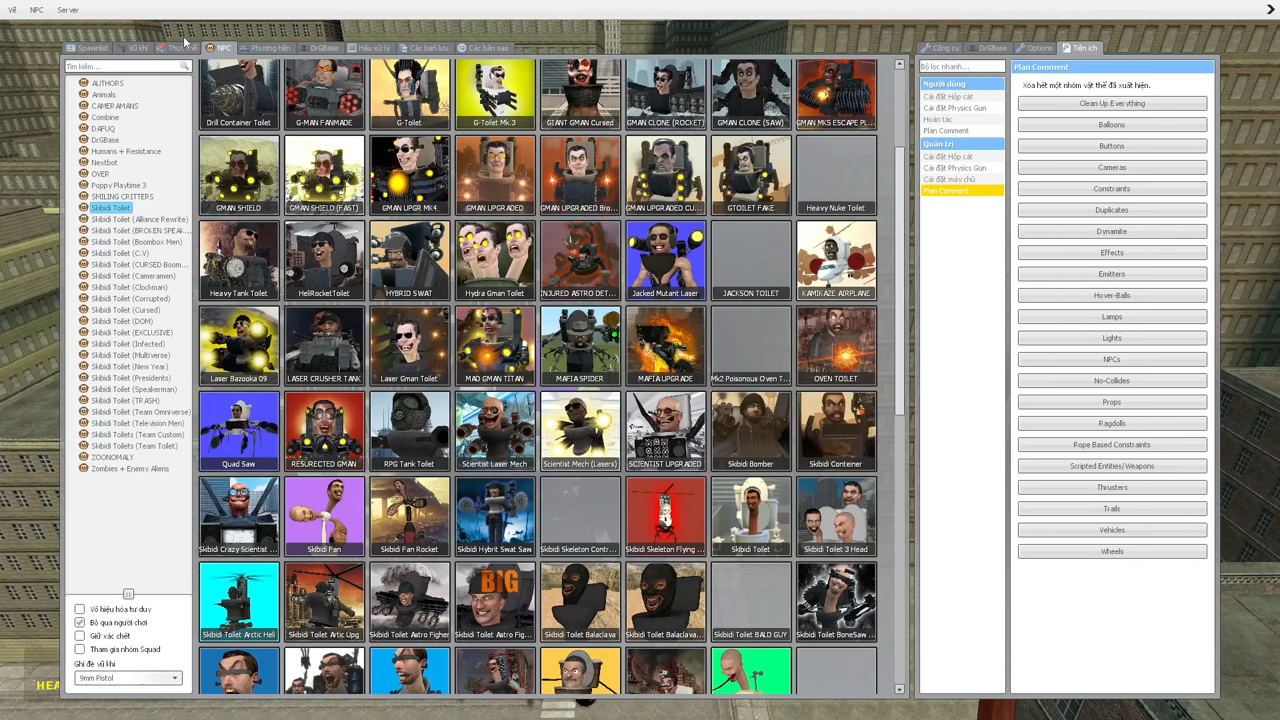 Vẽ NPC Server
Spawnlist Vũ khí NPC Phương tiện DrGBase Hậu xử lý Các bản lưu Các bản sao
Công cụ DrGBase Options Tiện ích
Tìm kiếm...
AUTHORS
Animals
CAMERAMANS
Combine
DAFUQ
DrGBase
Humans + Resistance
Nextbot
OVER
Poppy Playtime 3
SMILING CRITTERS
Skibidi Toilet
Skibidi Toilet (Alliance Rewrite)
Skibidi Toilet (BROKEN SPEA...
Skibidi Toilet (Boombox Men)
Skibidi Toilet (C.V)
Skibidi Toilet (CURSED Boom...
Skibidi Toilet (Cameramen)
Skibidi Toilet (Clockman)
Skibidi Toilet (Corrupted)
Skibidi Toilet (Cursed)
Skibidi Toilet (DOM)
Skibidi Toilet (EXCLUSIVE)
Skibidi Toilet (Infected)
Skibidi Toilet (Multiverse)
Skibidi Toilet (New Year)
Skibidi Toilet (Presidents)
Skibidi Toilet (Speakerman)
Skibidi Toilet (TRASH)
Skibidi Toilet (Team Omniverse)
Skibidi Toilet (Television Men)
Skibidi Toilets (Team Custom)
Skibidi Toilets (Team Toilet)
ZOONOMALY
Zombies + Enemy Aliens
Vô hiệu hóa tư duy
Bỏ qua người chơi
Giữ xác chết
Tham gia nhóm Squad
Ghi đè vũ khí
9mm Pistol
Drill Container Toilet G-MAN FANMADE G-Toilet G-Toilet Mk.3 GIANT GMAN Cursed GMAN CLONE (ROCKET) GMAN CLONE (SAW) GMAN MK5 ESCAPE PL...
GMAN SHIELD GMAN SHIELD (FAST) GMAN UPGR MK4. GMAN UPGRADED GMAN UPGRADED Bro... GMAN UPGRADED CU... GTOILET FAKE Heavy Nuke Toilet
Heavy Tank Toilet HeliRocketToilet HYBRID SWAT Hydra Gman Toilet INJURED ASTRO DET... Jacked Mutant Laser JACKSON TOILET KAMIKAZE AIRPLANE
Laser Bazooka 09 LASER CRUSHER TANK Laser Gman Toilet MAD GMAN TITAN MAFIA SPIDER MAFIA UPGRADE Mk2 Poisonous Oven T... OVEN TOILET
Quad Saw RESURECTED GMAN RPG Tank Toilet Scientist Laser Mech Scientist Mech (Lasers) SCIENTIST UPGRADED Skibidi Bomber Skibidi Conteiner
Skibidi Crazy Scientist ... Skibidi Fan Skibidi Fan Rocket Skibidi Hybrit Swat Saw Skibidi Skeleton Contr... Skibidi Skeleton Flying ... Skibidi Toilet Skibidi Toilet 3 Head
BIG
Skibidi Toilet Arctic Heli Skibidi Toilet Artic Upg Skibidi Toilet Astro Figher Skibidi Toilet Astro Fig... Skibidi Toilet Balaclava Skibidi Toilet Balaclava... Skibidi Toilet BALD GUY Skibidi Toilet BoneSaw ...
Bộ lọc nhanh...
Người dùng
Cài đặt Hộp cát
Cài đặt Physics Gun
Hoàn tác
Plan Comment
Quản trị
Cài đặt Hộp cát
Cài đặt Physics Gun
Cài đặt máy chủ
Plan Comment
Plan Comment
Xóa hết một nhóm vật thể đã xuất hiện.
Clean Up Everything
Balloons
Buttons
Cameras
Constraints
Duplicates
Dynamite
Effects
Emitters
Hover-Balls
Lamps
Lights
NPCs
No-Collides
Props
Ragdolls
Rope Based Constraints
Scripted Entities/Weapons
Thrusters
Trails
Vehicles
Wheels